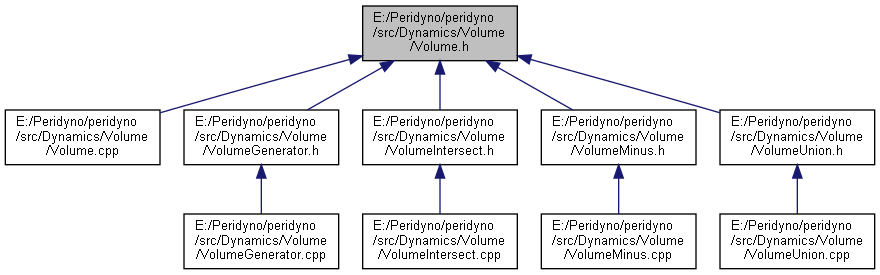 E:/Peridyno/peridyno
/src/Dynamics/Volume
/Volume.h
E:/Peridyno/peridyno
/src/Dynamics/Volume
/Volume.cpp
E:/Peridyno/peridyno
/src/Dynamics/Volume
/VolumeGenerator.h
E:/Peridyno/peridyno
/src/Dynamics/Volume
/VolumeIntersect.h
E:/Peridyno/peridyno
/src/Dynamics/Volume
/VolumeMinus.h
E:/Peridyno/peridyno
/src/Dynamics/Volume
/VolumeUnion.h
E:/Peridyno/peridyno
/src/Dynamics/Volume
/VolumeGenerator.cpp
E:/Peridyno/peridyno
/src/Dynamics/Volume
/VolumeIntersect.cpp
E:/Peridyno/peridyno
/src/Dynamics/Volume
/VolumeMinus.cpp
E:/Peridyno/peridyno
/src/Dynamics/Volume
/VolumeUnion.cpp